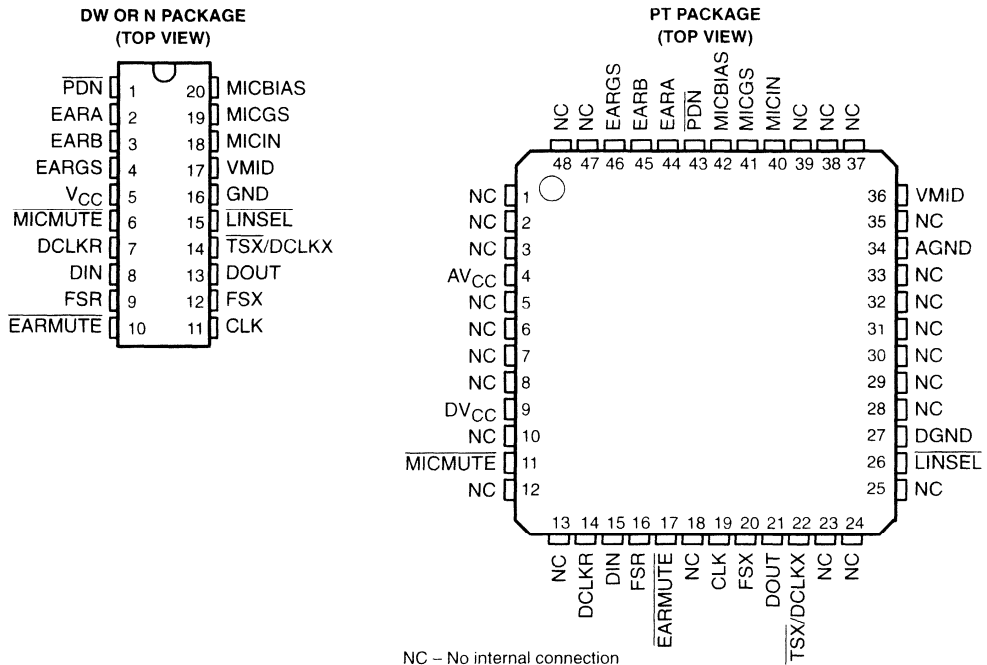 DW OR N PACKAGE
(TOP VIEW)
PDN 1 20 MICBIAS
EARA 2 19 MICGS
EARB 3 18 MICIN
EARGS 4 17 VMID
VCC 5 16 GND
MICMUTE 6 15 LINSEL
DCLKR 7 14 TSX/DCLKX
DIN 8 13 DOUT
FSR 9 12 FSX
EARMUTE 10 11 CLK
PT PACKAGE
(TOP VIEW)
NC NC EARGS EARB EARA PDN MICBIAS MICGS MICIN NC NC NC
48 47 46 45 44 43 42 41 40 39 38 37
NC 1 36 VMID
NC 2 35 NC
NC 3 34 AGND
AVCC 4 33 NC
NC 5 32 NC
NC 6 31 NC
NC 7 30 NC
NC 8 29 NC
DVCC 9 28 NC
NC 10 27 DGND
MICMUTE 11 26 LINSEL
NC 12 25 NC
13 14 15 16 17 18 19 20 21 22 23 24
NC DCLKR DIN FSR EARMUTE NC CLK FSX DOUT TSX/DCLKX NC NC
NC – No internal connection